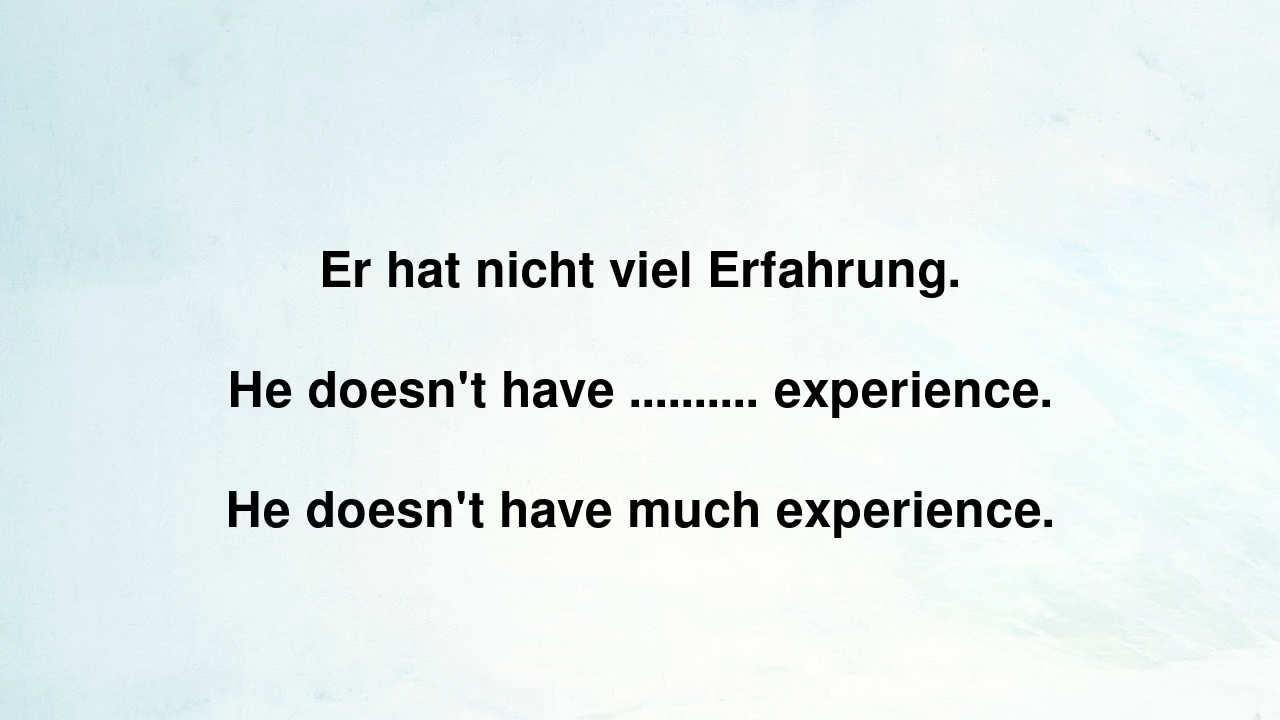 Er hat nicht viel Erfahrung.
He doesn't have .......... experience.
He doesn't have much experience.